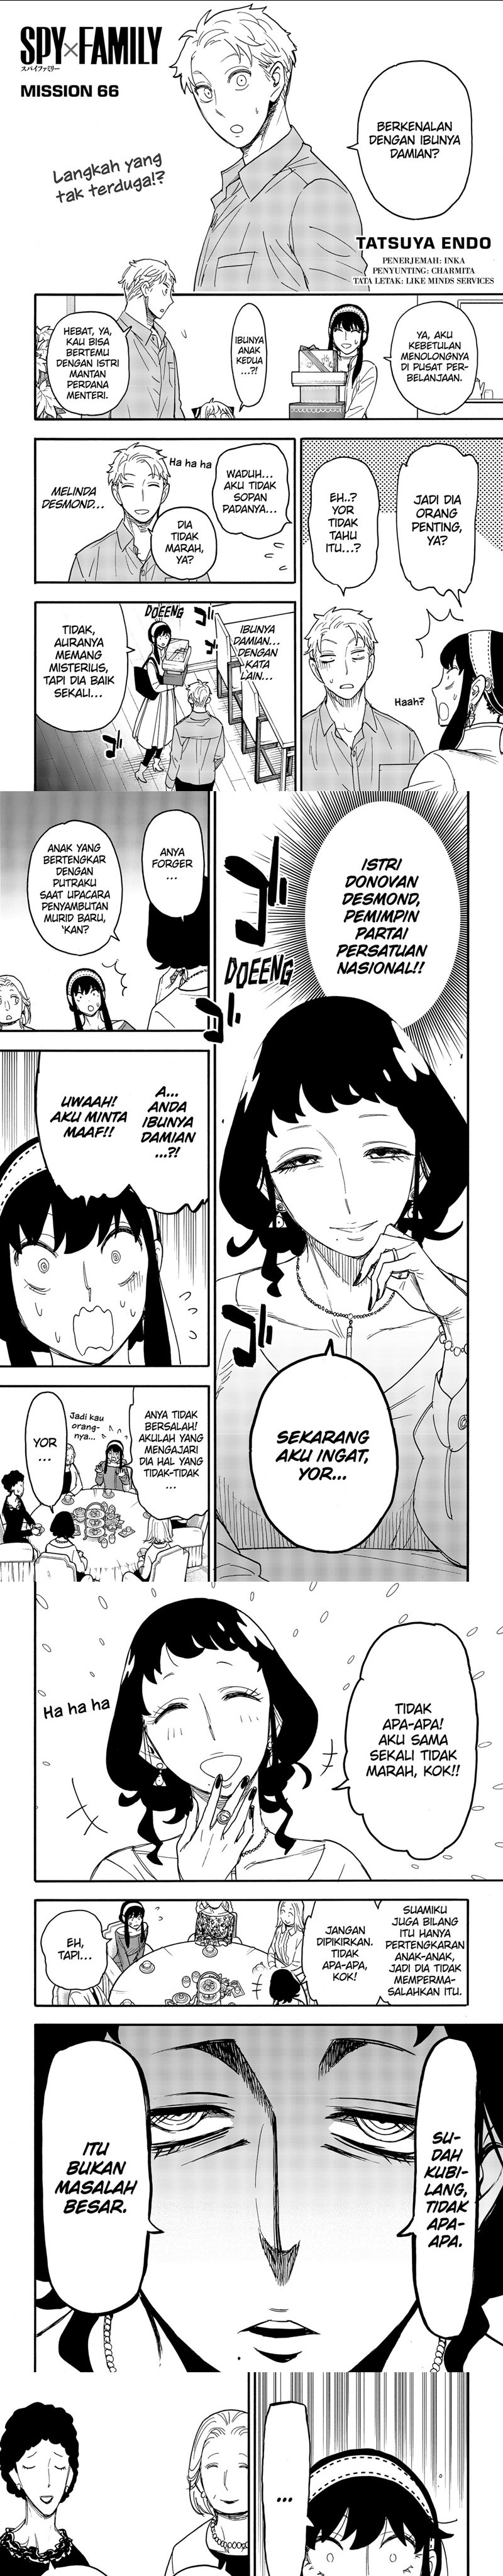 SPY×FAMILY
スパイファミリー
MISSION 66
BERKENALAN
DENGAN IBUNYA
DAMIAN?
Langkah yang
tak terduga!?
TATSUYA ENDO
PENERJEMAH: INKA
PENYUNTING: CHARMITA
TATA LETAK: LIKE MINDS SERVICES
YA, AKU
KEBETULAN
MENOLONGNYA
DI PUSAT PER-
BELANJAAN.
IBUNYA
ANAK
KEDUA
...?!
HEBAT, YA,
KAU BISA
BERTEMU
DENGAN ISTRI
MANTAN
PERDANA
MENTERI.
JADI DIA
ORANG
PENTING,
YA?
EH..?
YOR
TIDAK
TAHU
ITU...?
Haah?
WADUH...
AKU TIDAK
SOPAN
PADANYA...
Ha ha ha
DIA
TIDAK
MARAH,
YA?
MELINDA
DESMOND...
IBUNYA
DAMIAN...
DENGAN
KATA
LAIN...
DOEENG
ゴ
ゴ
TIDAK,
AURANYA
MEMANG
MISTERIUS,
TAPI DIA BAIK
SEKALI...
ISTRI
DONOVAN
DESMOND,
PEMIMPIN
PARTAI
PERSATUAN
NASIONAL!!
ゴ
DOEENG
ゴ
ゴ
SEKARANG
AKU INGAT,
YOR...
ANYA
FORGER
...
ANAK YANG
BERTENGKAR
DENGAN
PUTRAKU
SAAT UPACARA
PENYAMBUTAN
MURID BARU,
'KAN?
A...
ANDA
IBUNYA
DAMIAN
...?!
UWAAH!
AKU MINTA
MAAF!!
ANYA TIDAK
BERSALAH!
AKULAH YANG
MENGAJARI
DIA HAL YANG
TIDAK-TIDAK
...
Jadi kau
orang-
nya...
YOR
...
TIDAK
APA-APA!
AKU SAMA
SEKALI TIDAK
MARAH, KOK!!
Ha ha ha
SUAMIKU
JUGA BILANG
ITU HANYA
PERTENGKARAN
ANAK-ANAK,
JADI DIA TIDAK
MEMPERMA-
SALAHKAN ITU.
JANGAN
DIPIKIRKAN.
TIDAK
APA-APA,
KOK!
EH,
TAPI...
SU-
DAH
KUBI-
LANG,
TIDAK
APA-
APA.
ITU
BUKAN
MASALAH
BESAR.
...